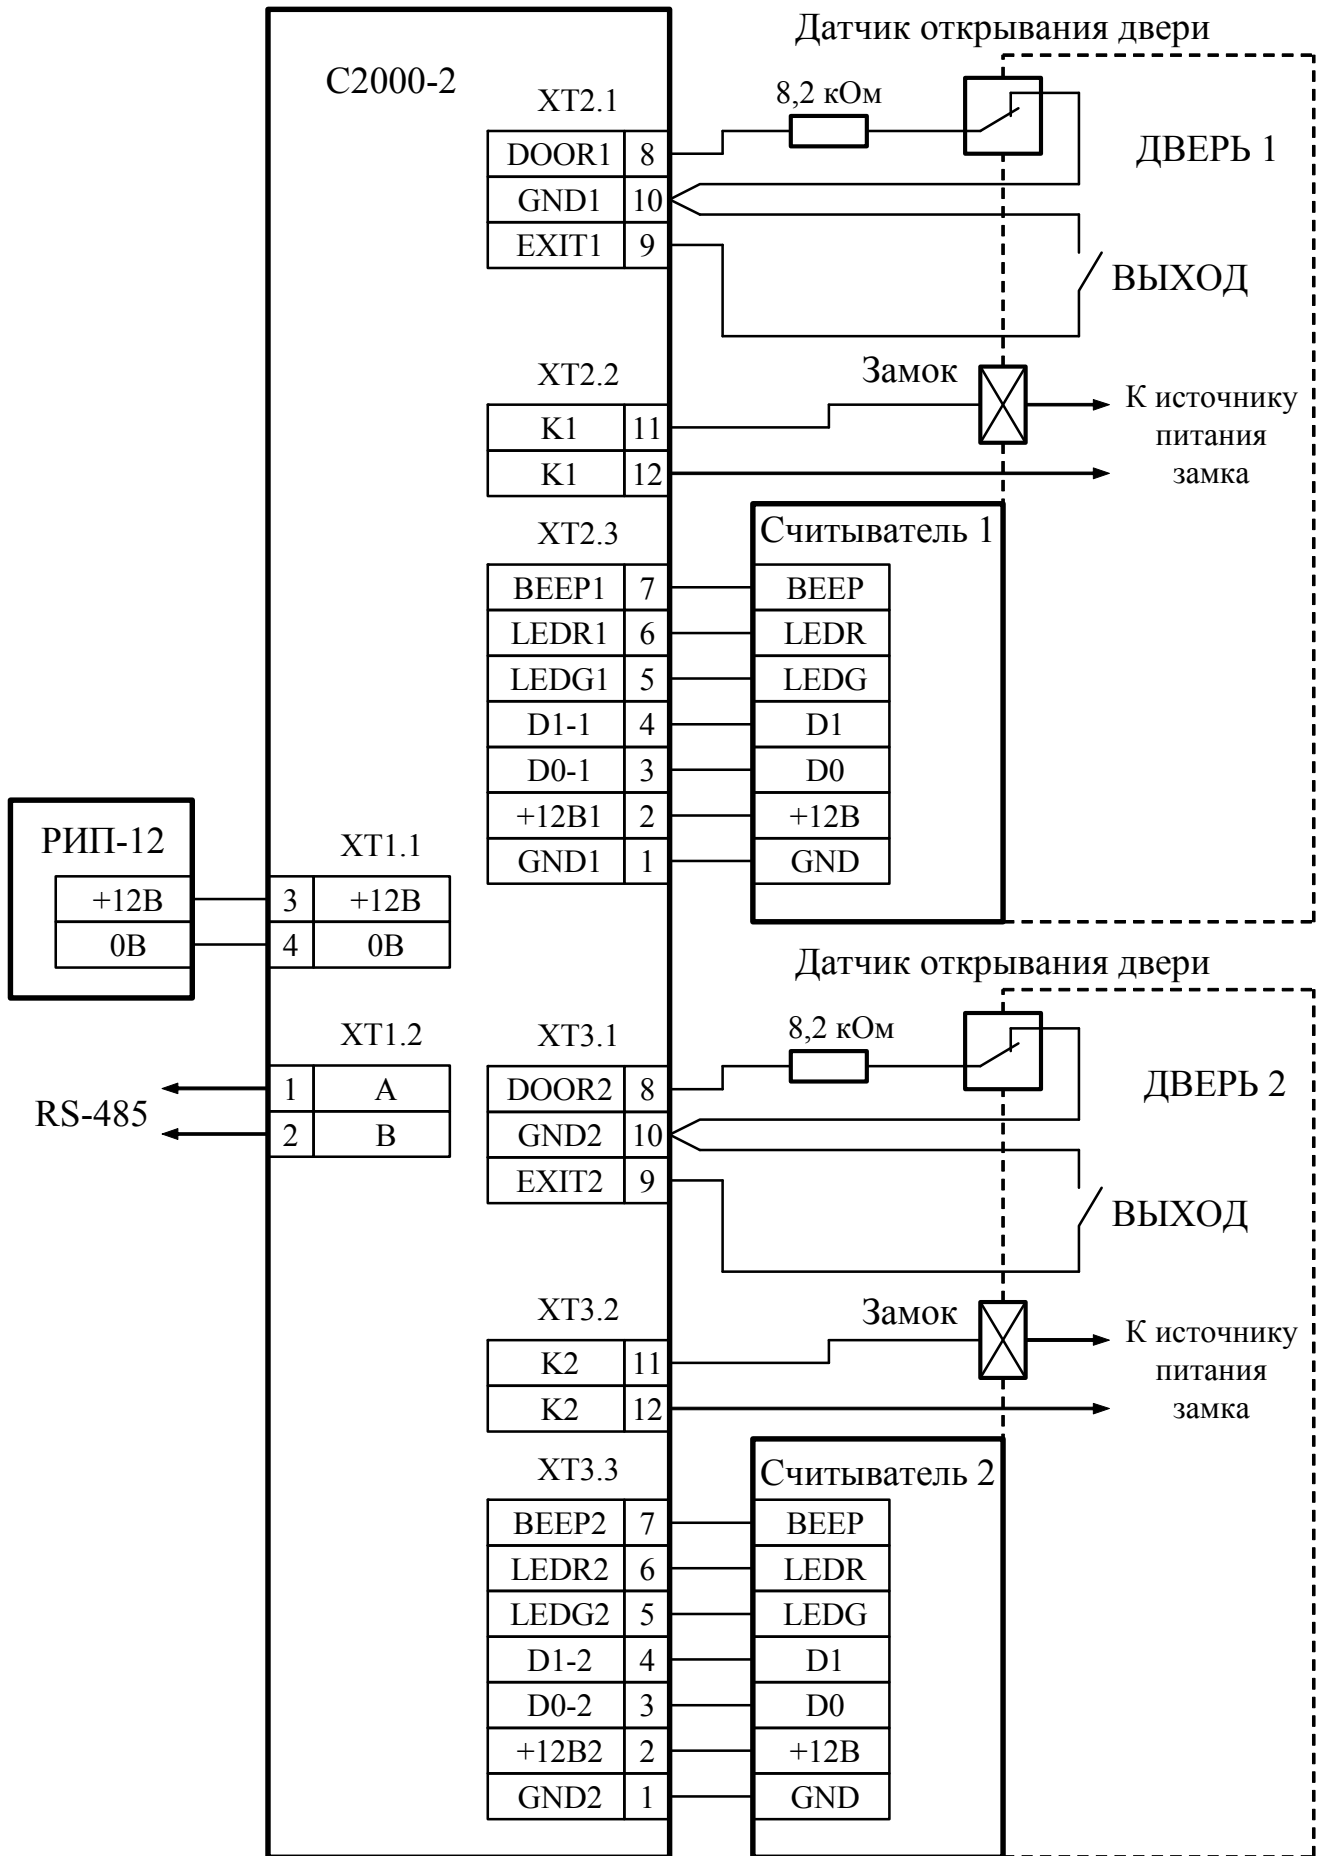 Датчик открывания двери
С2000-2
XT2.1
8,2 кОм
DOOR1 8
GND1 10
EXIT1 9
ДВЕРЬ 1
ВЫХОД
XT2.2
Замок
K1 11
K1 12
К источнику
питания
замка
XT2.3
Считыватель 1
BEEP1 7 BEEP
LEDR1 6 LEDR
LEDG1 5 LEDG
D1-1 4 D1
D0-1 3 D0
+12В1 2 +12В
GND1 1 GND
РИП-12
XT1.1
+12В 3 +12В
0В 4 0В
Датчик открывания двери
XT1.2
XT3.1
8,2 кОм
RS-485
1 A
2 B
DOOR2 8
GND2 10
EXIT2 9
ДВЕРЬ 2
ВЫХОД
XT3.2
Замок
K2 11
K2 12
К источнику
питания
замка
XT3.3
Считыватель 2
BEEP2 7 BEEP
LEDR2 6 LEDR
LEDG2 5 LEDG
D1-2 4 D1
D0-2 3 D0
+12В2 2 +12В
GND2 1 GND